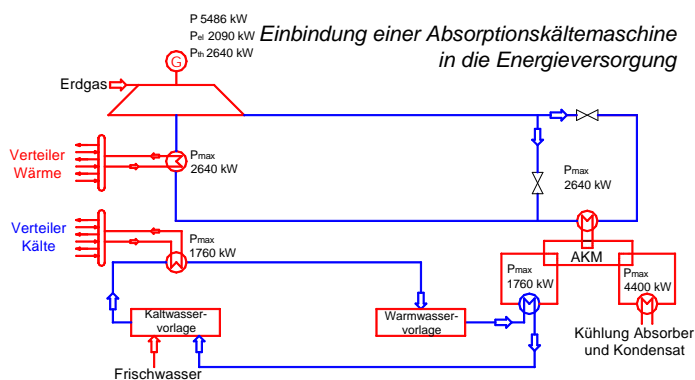 P 5486 kW
Pel 2090 kW
Pth 2640 kW
Einbindung einer Absorptionskältemaschine
in die Energieversorgung
G
Erdgas
Verteiler
Wärme
Pmax
2640 kW
Pmax
2640 kW
Verteiler
Kälte
Pmax
1760 kW
AKM
Pmax
1760 kW
Pmax
4400 kW
Kaltwasser-
vorlage
Warmwasser-
vorlage
Kühlung Absorber
und Kondensat
Frischwasser